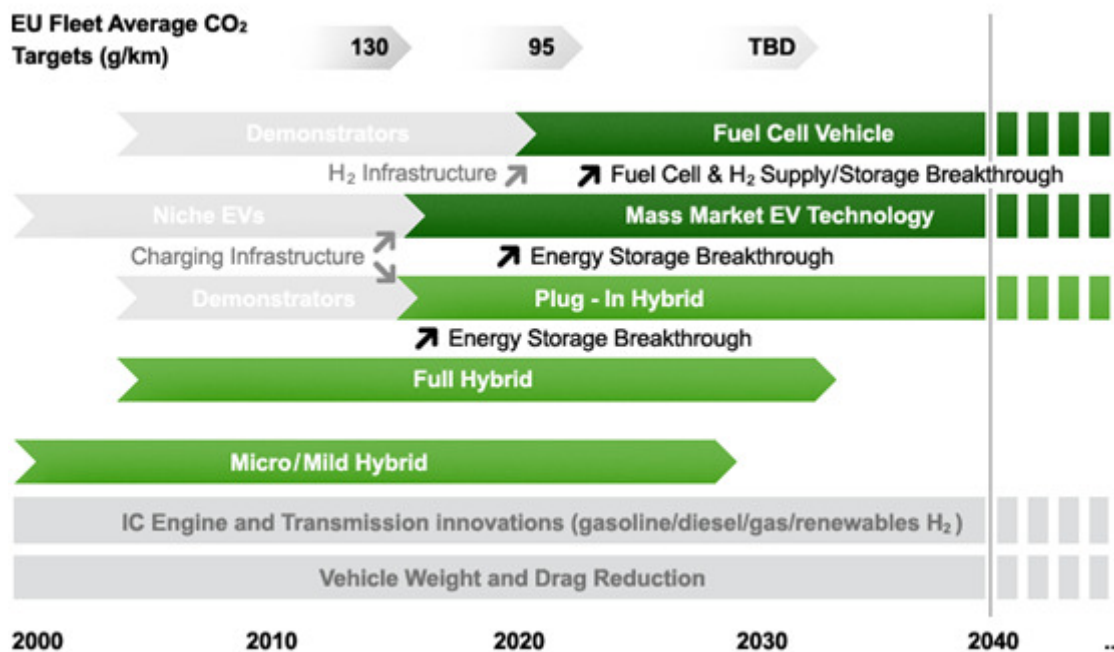 EU Fleet Average CO₂
Targets (g/km)
130
95
TBD
Demonstrators
Fuel Cell Vehicle
H₂ Infrastructure
Fuel Cell & H₂ Supply/Storage Breakthrough
Niche EVs
Mass Market EV Technology
Charging Infrastructure
Energy Storage Breakthrough
Demonstrators
Plug - In Hybrid
Energy Storage Breakthrough
Full Hybrid
Micro/Mild Hybrid
IC Engine and Transmission innovations (gasoline/diesel/gas/renewables H₂ )
Vehicle Weight and Drag Reduction
2000
2010
2020
2030
2040
..